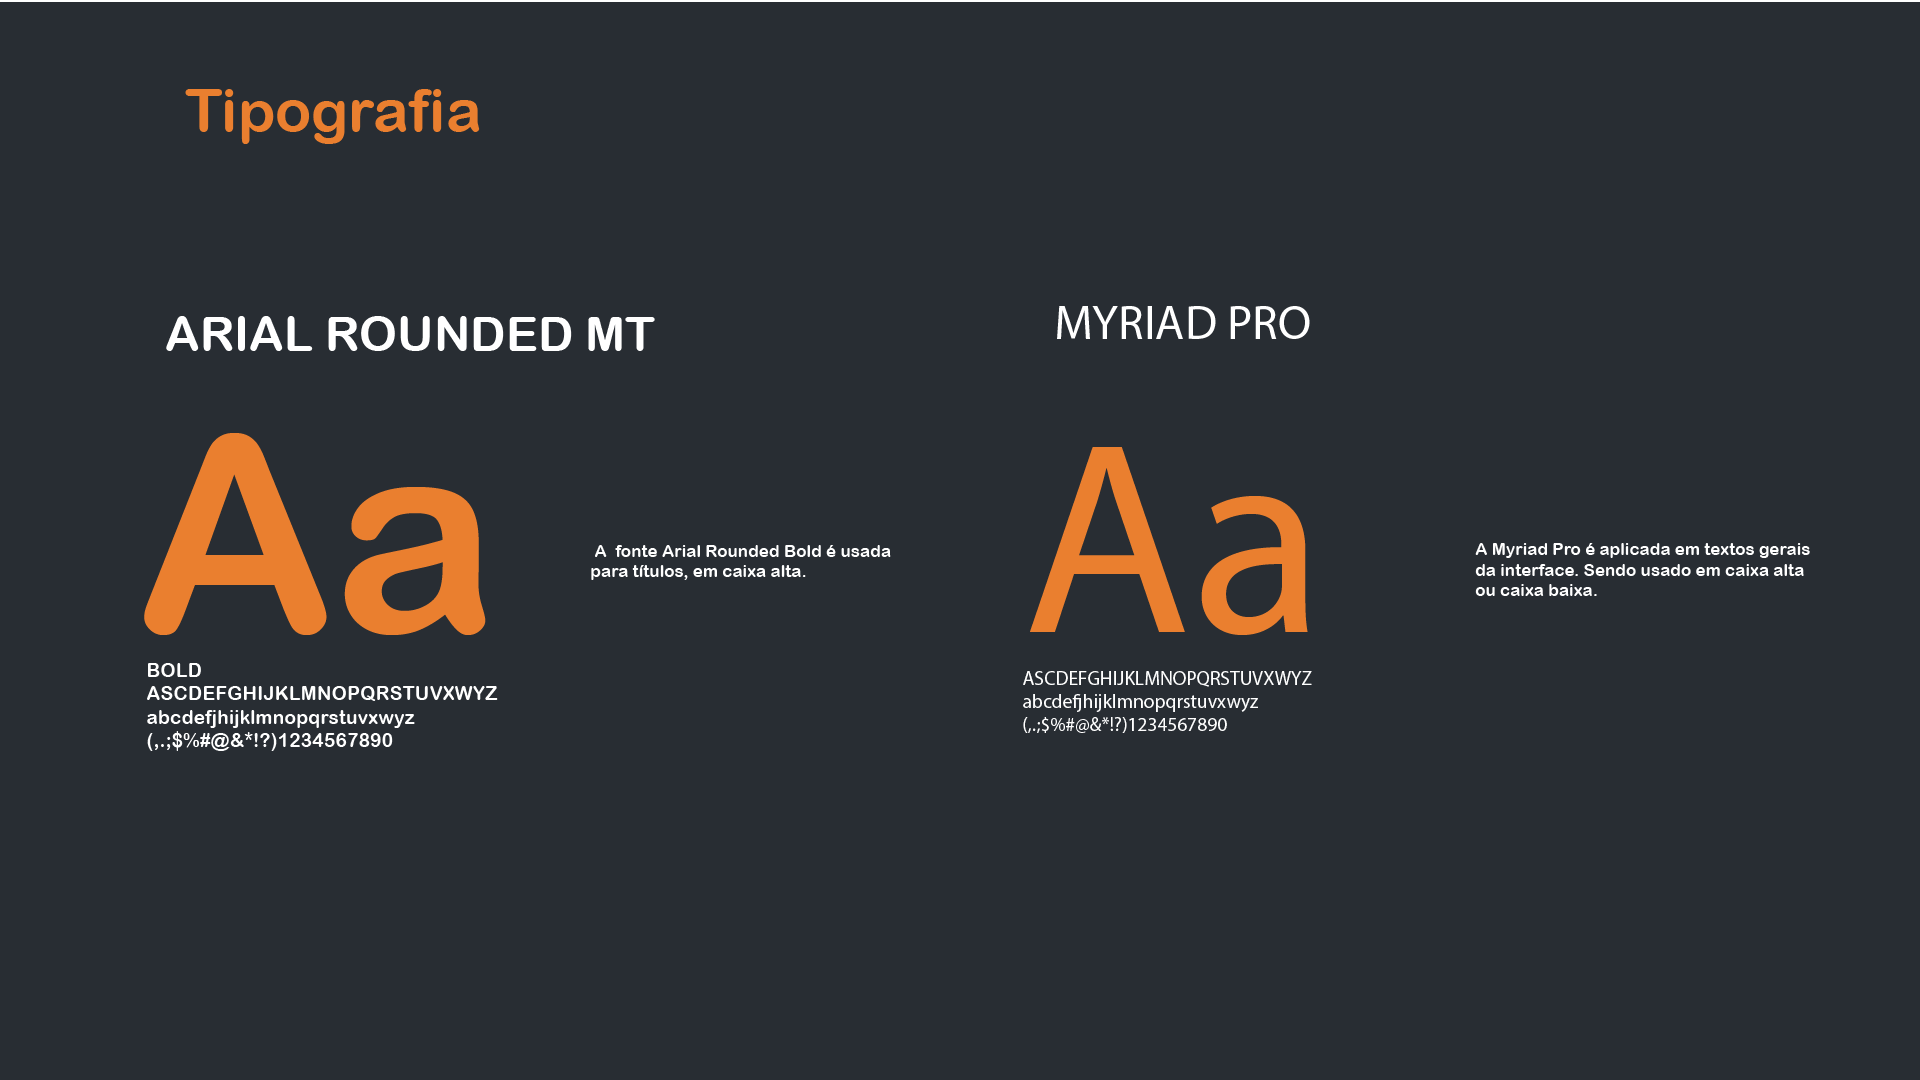 Tipografia
ARIAL ROUNDED MT
Aa
A  fonte Arial Rounded Bold é usada
para títulos, em caixa alta.
BOLD
ASCDEFGHIJKLMNOPQRSTUVXWYZ
abcdefjhijklmnopqrstuvxwyz
(,.;$%#@&*!?)1234567890
MYRIAD PRO
Aa
A Myriad Pro é aplicada em textos gerais
da interface. Sendo usado em caixa alta
ou caixa baixa.
ASCDEFGHIJKLMNOPQRSTUVXWYZ
abcdefjhijklmnopqrstuvxwyz
(,.;$%#@&*!?)1234567890